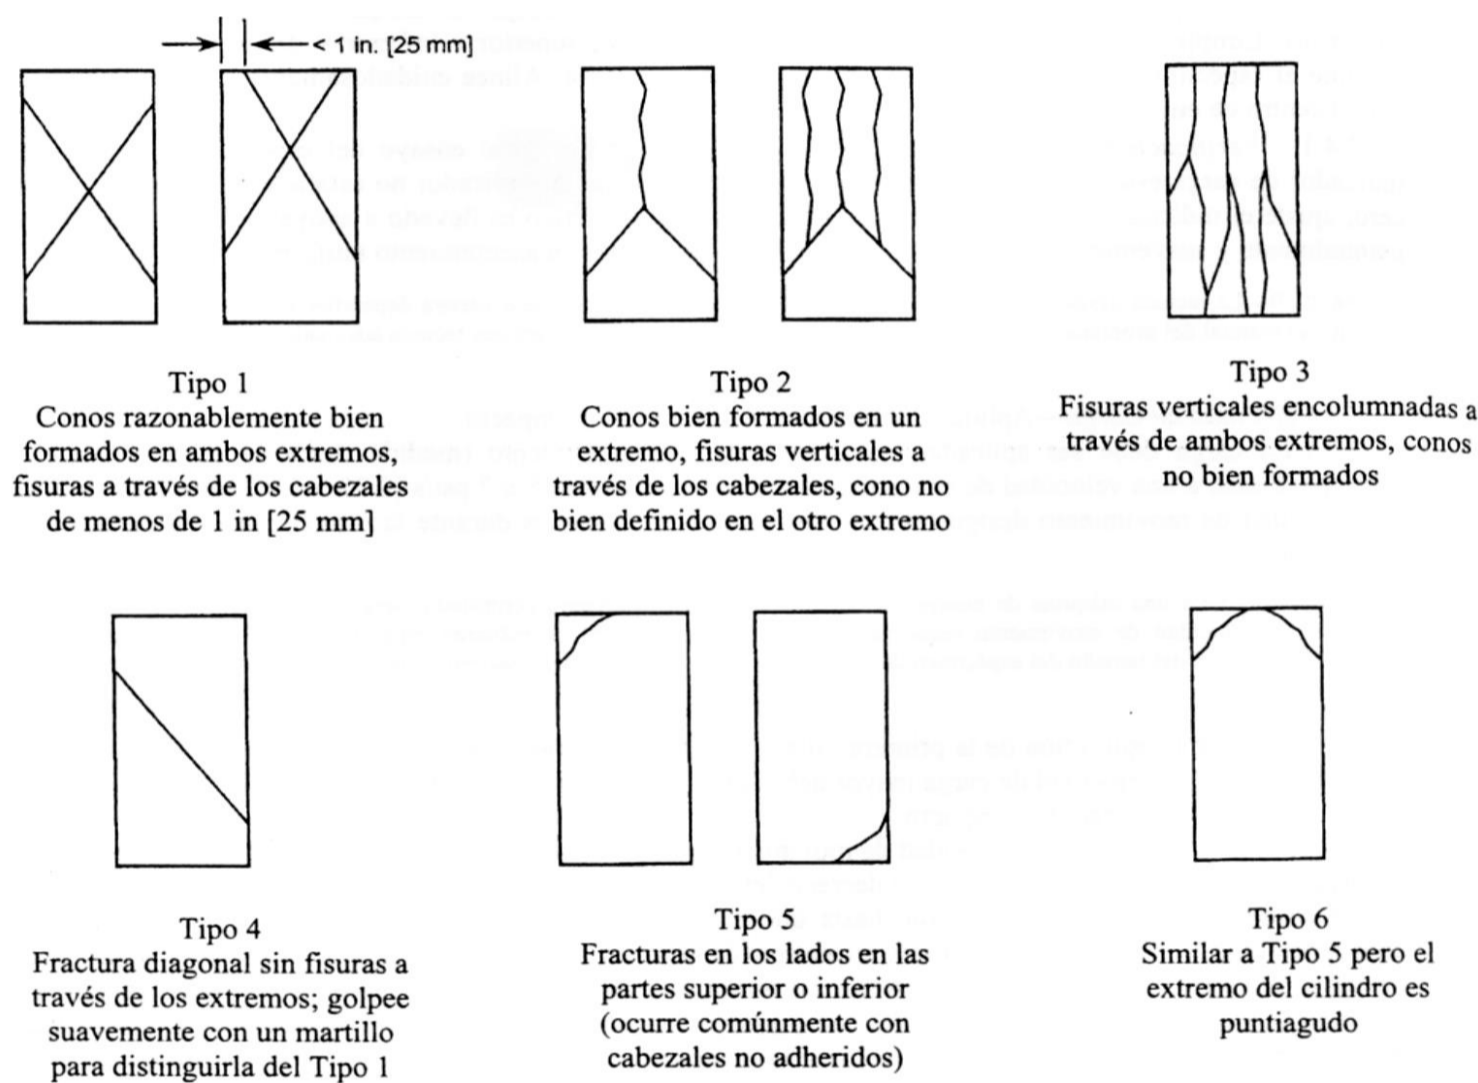 < 1 in. [25 mm]
Tipo 1
Conos razonablemente bien
formados en ambos extremos,
fisuras a través de los cabezales
de menos de 1 in [25 mm]
Tipo 2
Conos bien formados en un
extremo, fisuras verticales a
través de los cabezales, cono no
bien definido en el otro extremo
Tipo 3
Fisuras verticales encolumnadas a
través de ambos extremos, conos
no bien formados
Tipo 4
Fractura diagonal sin fisuras a
través de los extremos; golpee
suavemente con un martillo
para distinguirla del Tipo 1
Tipo 5
Fracturas en los lados en las
partes superior o inferior
(ocurre comúnmente con
cabezales no adheridos)
Tipo 6
Similar a Tipo 5 pero el
extremo del cilindro es
puntiagudo